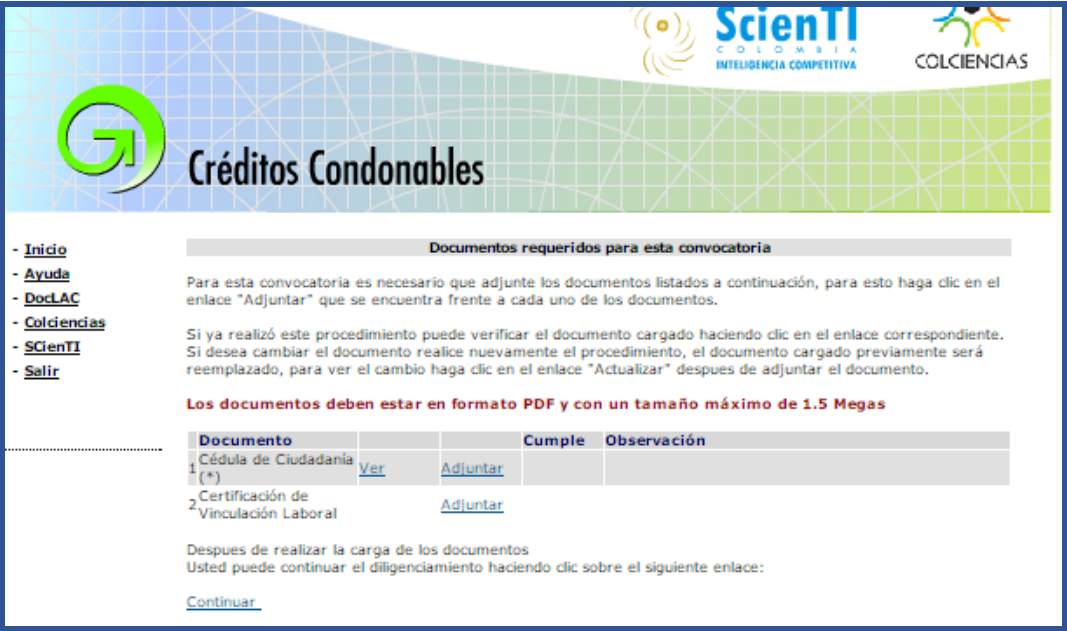 ScienTI
COLOMBIA
INTELIGENCIA COMPETITIVA
COLCIENCIAS
Créditos Condonables
- Inicio
- Ayuda
- DocLAC
- Colciencias
- SCienTI
- Salir
Documentos requeridos para esta convocatoria
Para esta convocatoria es necesario que adjunte los documentos listados a continuación, para esto haga clic en el
enlace "Adjuntar" que se encuentra frente a cada uno de los documentos.
Si ya realizó este procedimiento puede verificar el documento cargado haciendo clic en el enlace correspondiente.
Si desea cambiar el documento realice nuevamente el procedimiento, el documento cargado previamente será
reemplazado, para ver el cambio haga clic en el enlace "Actualizar" despues de adjuntar el documento.
Los documentos deben estar en formato PDF y con un tamaño máximo de 1.5 Megas
Documento Cumple Observación
1 Cédula de Ciudadanía (*) Ver Adjuntar
2 Certificación de Vinculación Laboral Adjuntar
Despues de realizar la carga de los documentos
Usted puede continuar el diligenciamiento haciendo clic sobre el siguiente enlace:
Continuar